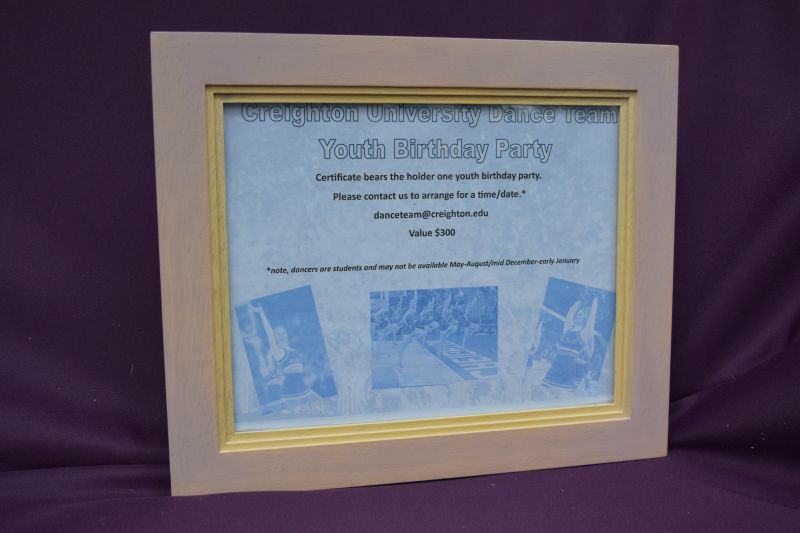 Creighton University Dance Team
Youth Birthday Party
Certificate bears the holder one youth birthday party.
Please contact us to arrange for a time/date.*
danceteam@creighton.edu
Value $300
*note, dancers are students and may not be available May-August/mid December-early January